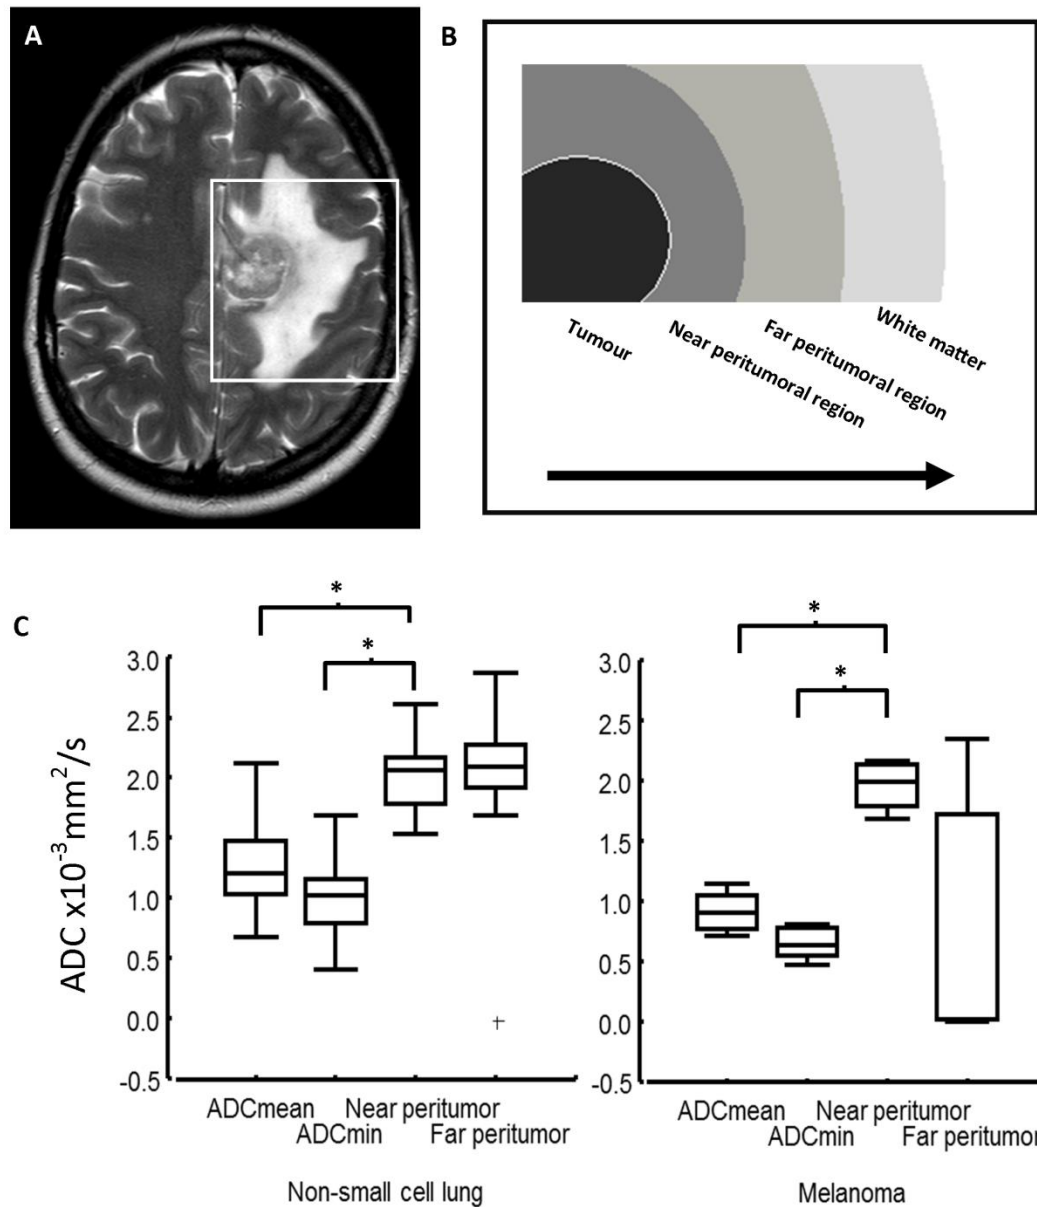 A
B
Tumour
Near peritumoral region
Far peritumoral region
White matter
C
* *
* *
ADC x10⁻³mm²/s
3.0
2.5
2.0
1.5
1.0
0.5
0.0
-0.5
ADCmean Near peritumor
ADCmin Far peritumor
Non-small cell lung
3.0
2.5
2.0
1.5
1.0
0.5
0.0
-0.5
ADCmean Near peritumor
ADCmin Far peritumor
Melanoma